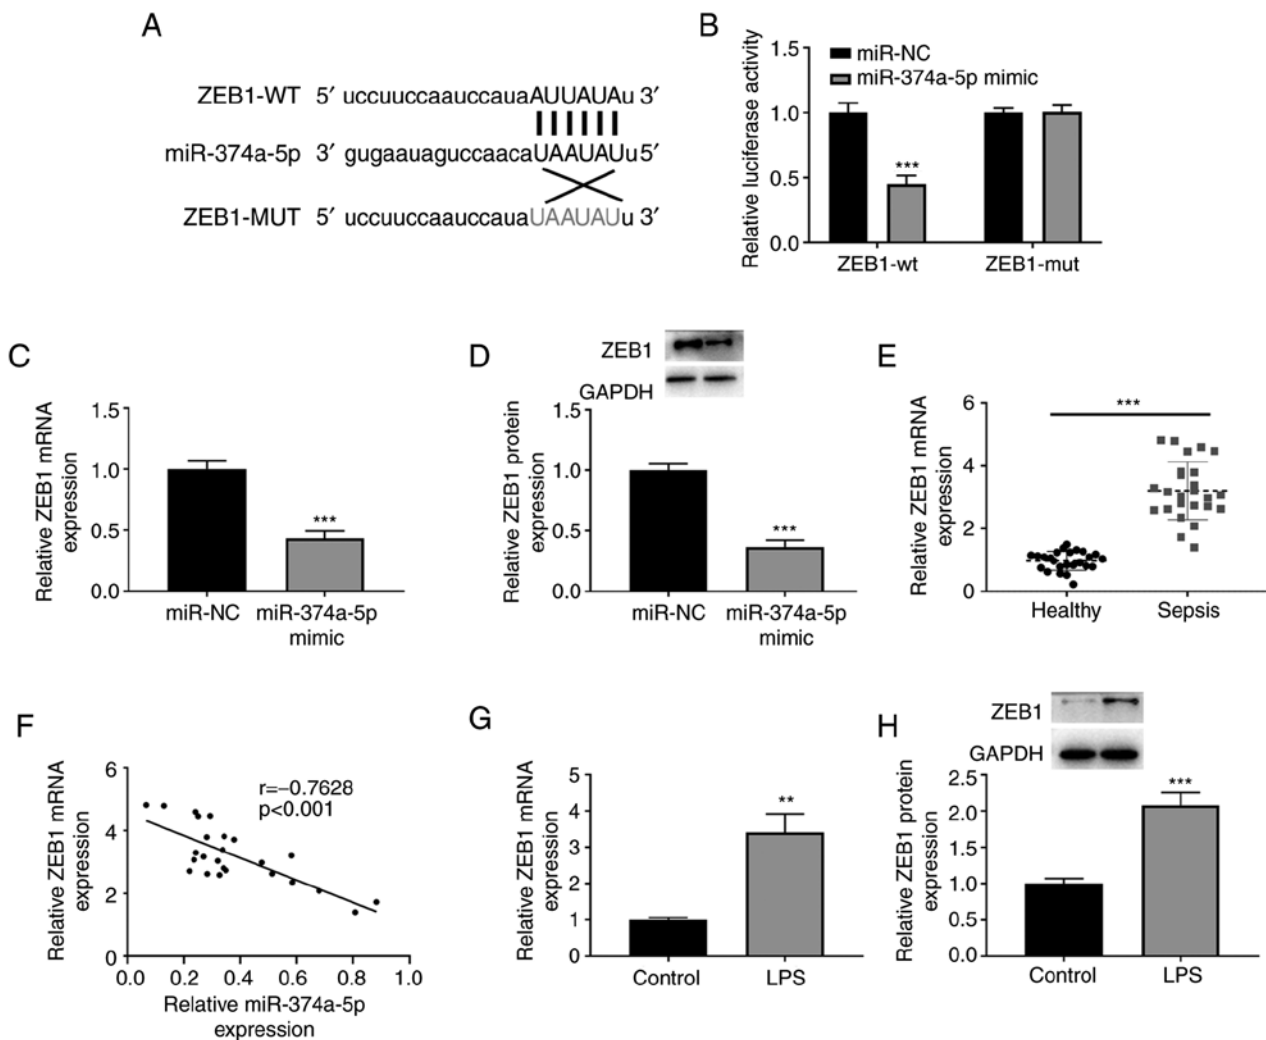 A
ZEB1-WT 5′ uccuuccaauccauaAUUAUAu 3′
miR-374a-5p 3′ gugaauaguccaacaUAAUAUu 5′
ZEB1-MUT 5′ uccuuccaauccauaUAAUAUu 3′
B
miR-NC
miR-374a-5p mimic
Relative luciferase activity
1.5
1.0
0.5
0.0
***
ZEB1-wt ZEB1-mut
C
Relative ZEB1 mRNA
expression
1.5
1.0
0.5
0.0
***
miR-NC miR-374a-5p
mimic
D
ZEB1
GAPDH
Relative ZEB1 protein
expression
1.5
1.0
0.5
0.0
***
miR-NC miR-374a-5p
mimic
E
Relative ZEB1 mRNA
expression
6
4
2
0
***
Healthy Sepsis
F
Relative ZEB1 mRNA
expression
6
4
2
0
r=−0.7628
p<0.001
0.0 0.2 0.4 0.6 0.8 1.0
Relative miR-374a-5p
expression
G
Relative ZEB1 mRNA
expression
5
4
3
2
1
0
**
Control LPS
H
ZEB1
GAPDH
Relative ZEB1 protein
expression
2.5
2.0
1.5
1.0
0.5
0.0
***
Control LPS